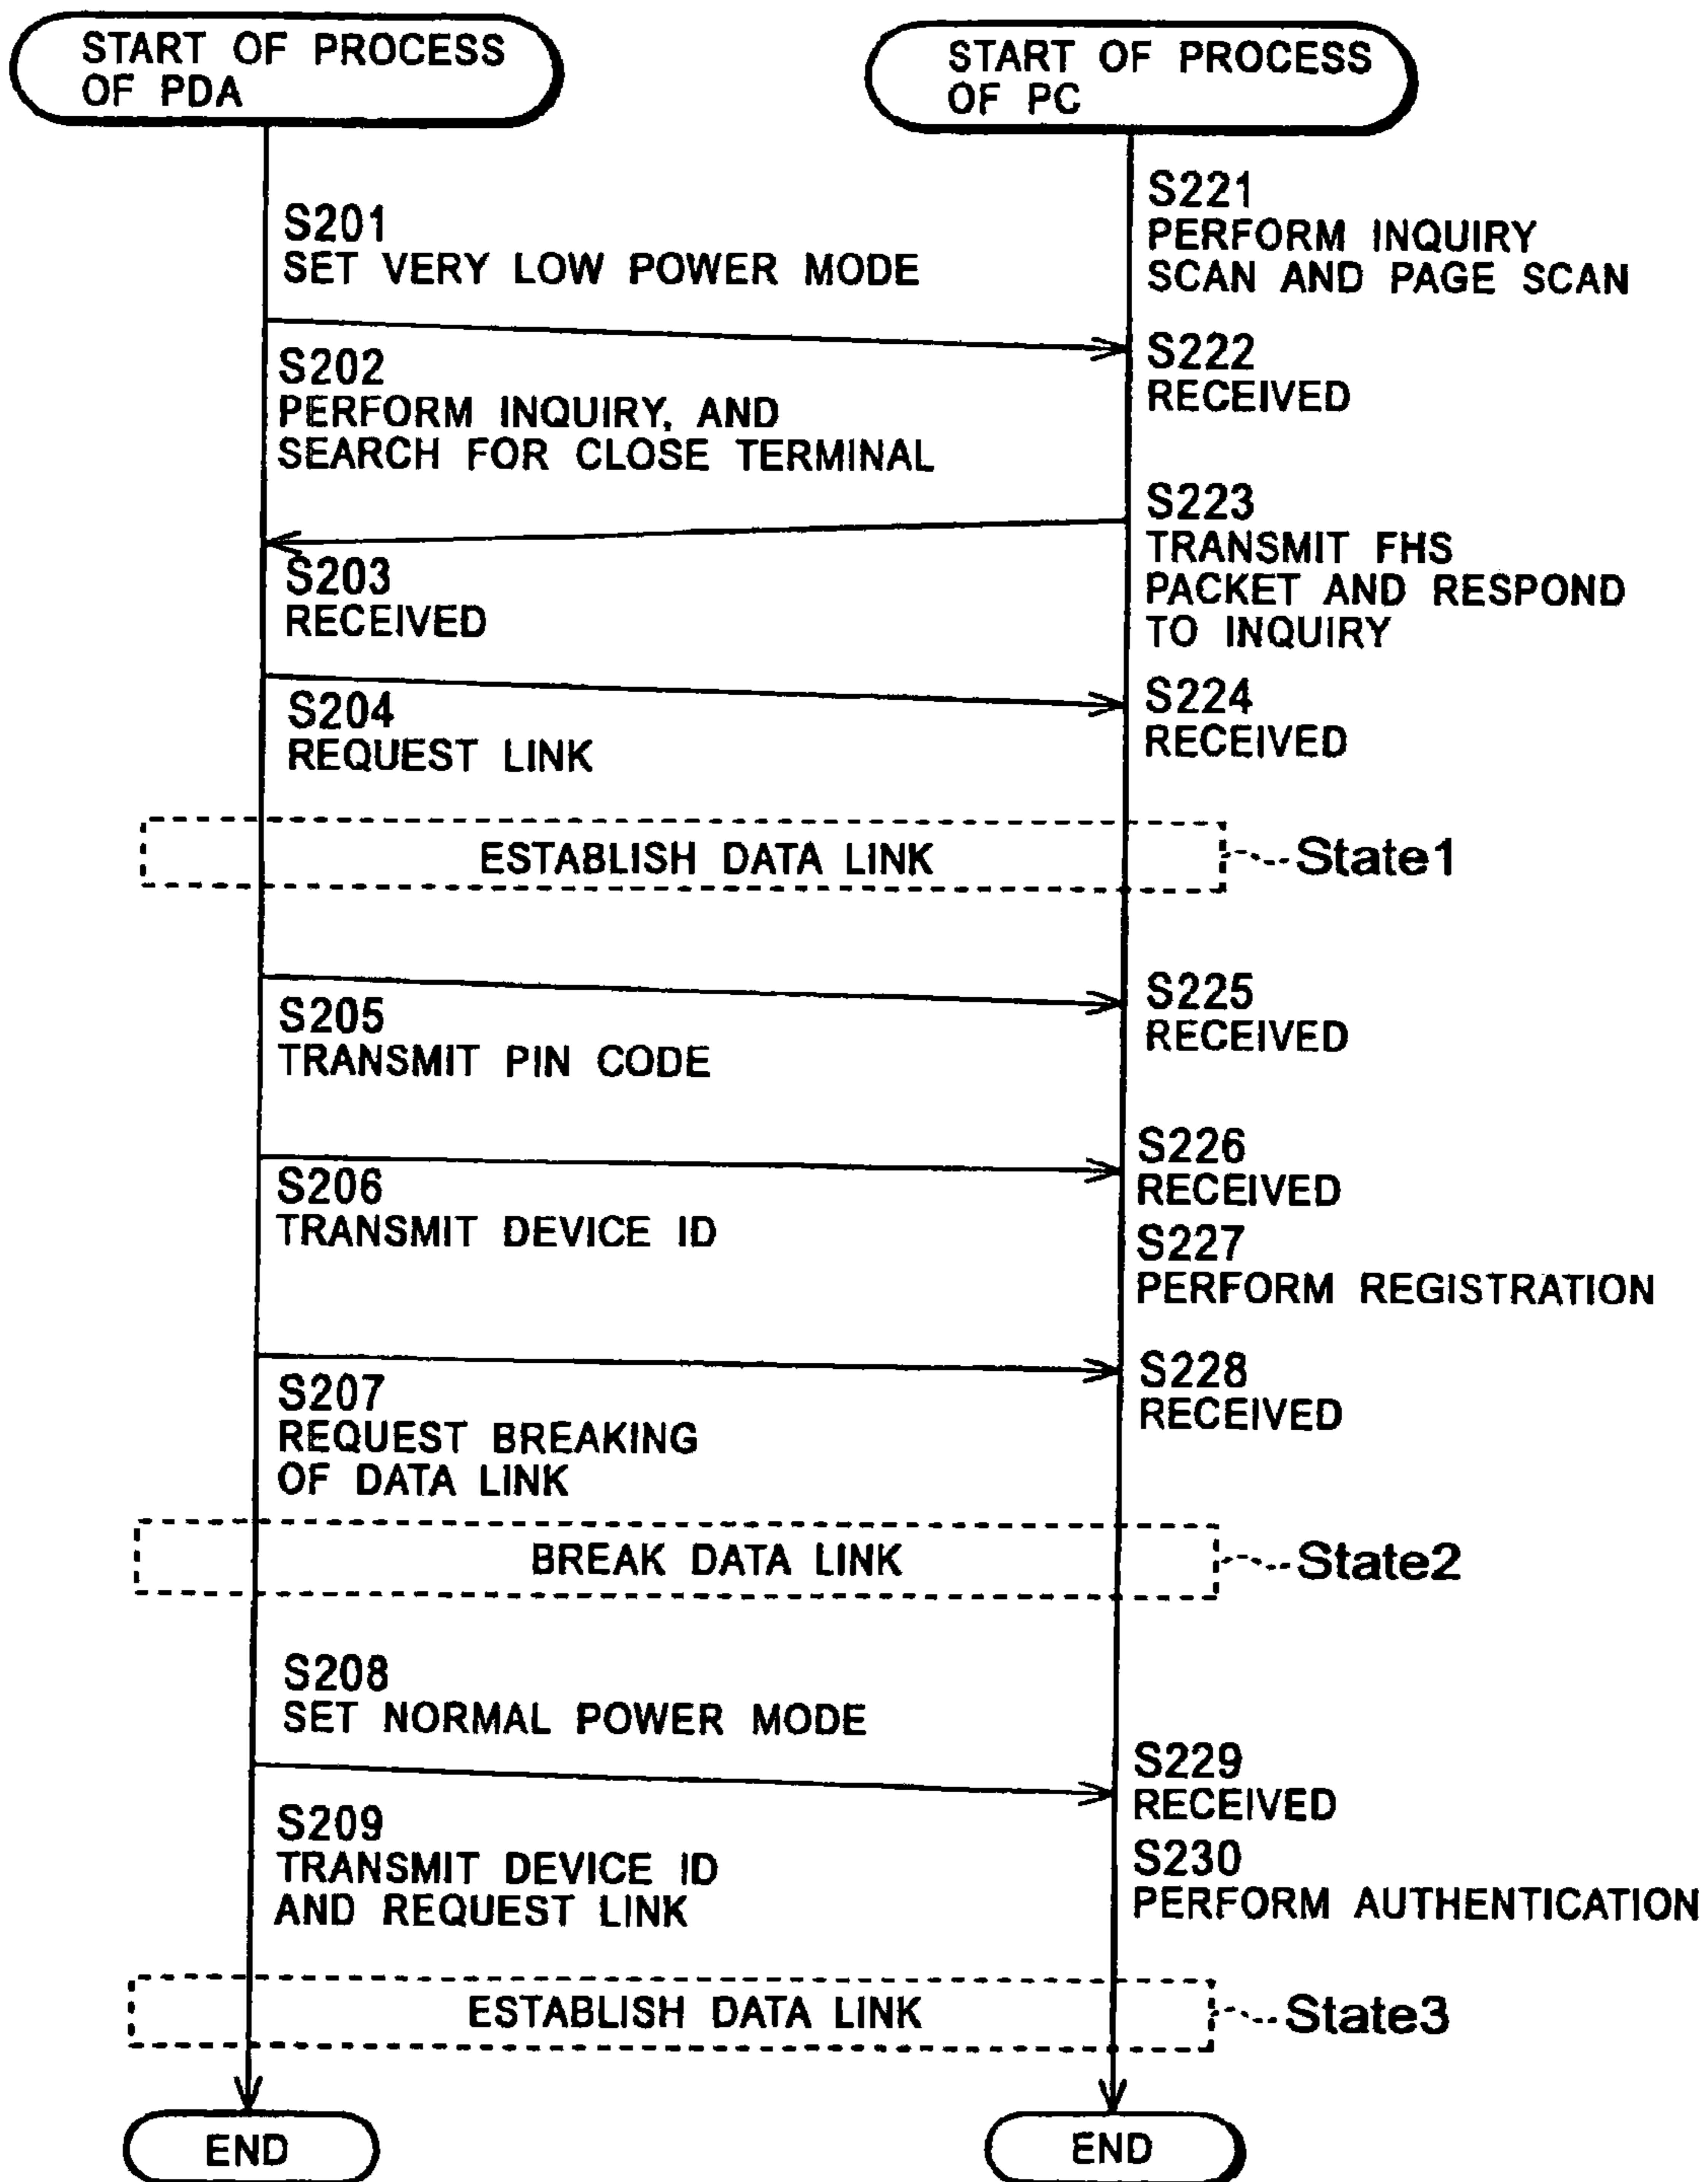 START OF PROCESS
OF PDA
START OF PROCESS
OF PC
S201
SET VERY LOW POWER MODE
S221
PERFORM INQUIRY
SCAN AND PAGE SCAN
S202
PERFORM INQUIRY, AND
SEARCH FOR CLOSE TERMINAL
S222
RECEIVED
S203
RECEIVED
S223
TRANSMIT FHS
PACKET AND RESPOND
TO INQUIRY
S204
REQUEST LINK
S224
RECEIVED
ESTABLISH DATA LINK
State1
S205
TRANSMIT PIN CODE
S225
RECEIVED
S206
TRANSMIT DEVICE ID
S226
RECEIVED
S227
PERFORM REGISTRATION
S207
REQUEST BREAKING
OF DATA LINK
S228
RECEIVED
BREAK DATA LINK
State2
S208
SET NORMAL POWER MODE
S229
RECEIVED
S209
TRANSMIT DEVICE ID
AND REQUEST LINK
S230
PERFORM AUTHENTICATION
ESTABLISH DATA LINK
State3
END
END